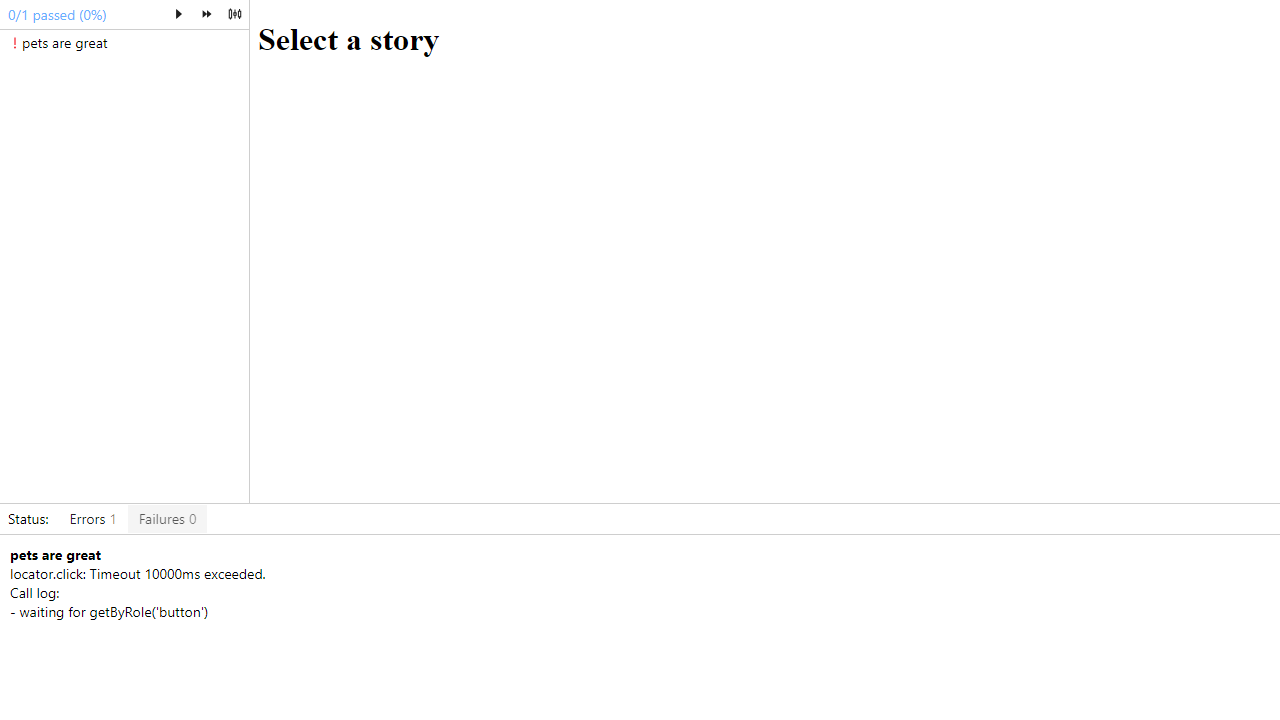 0/1 passed (0%)
! pets are great
Select a story
Status: Errors 1 Failures 0
pets are great
locator.click: Timeout 10000ms exceeded.
Call log:
- waiting for getByRole('button')